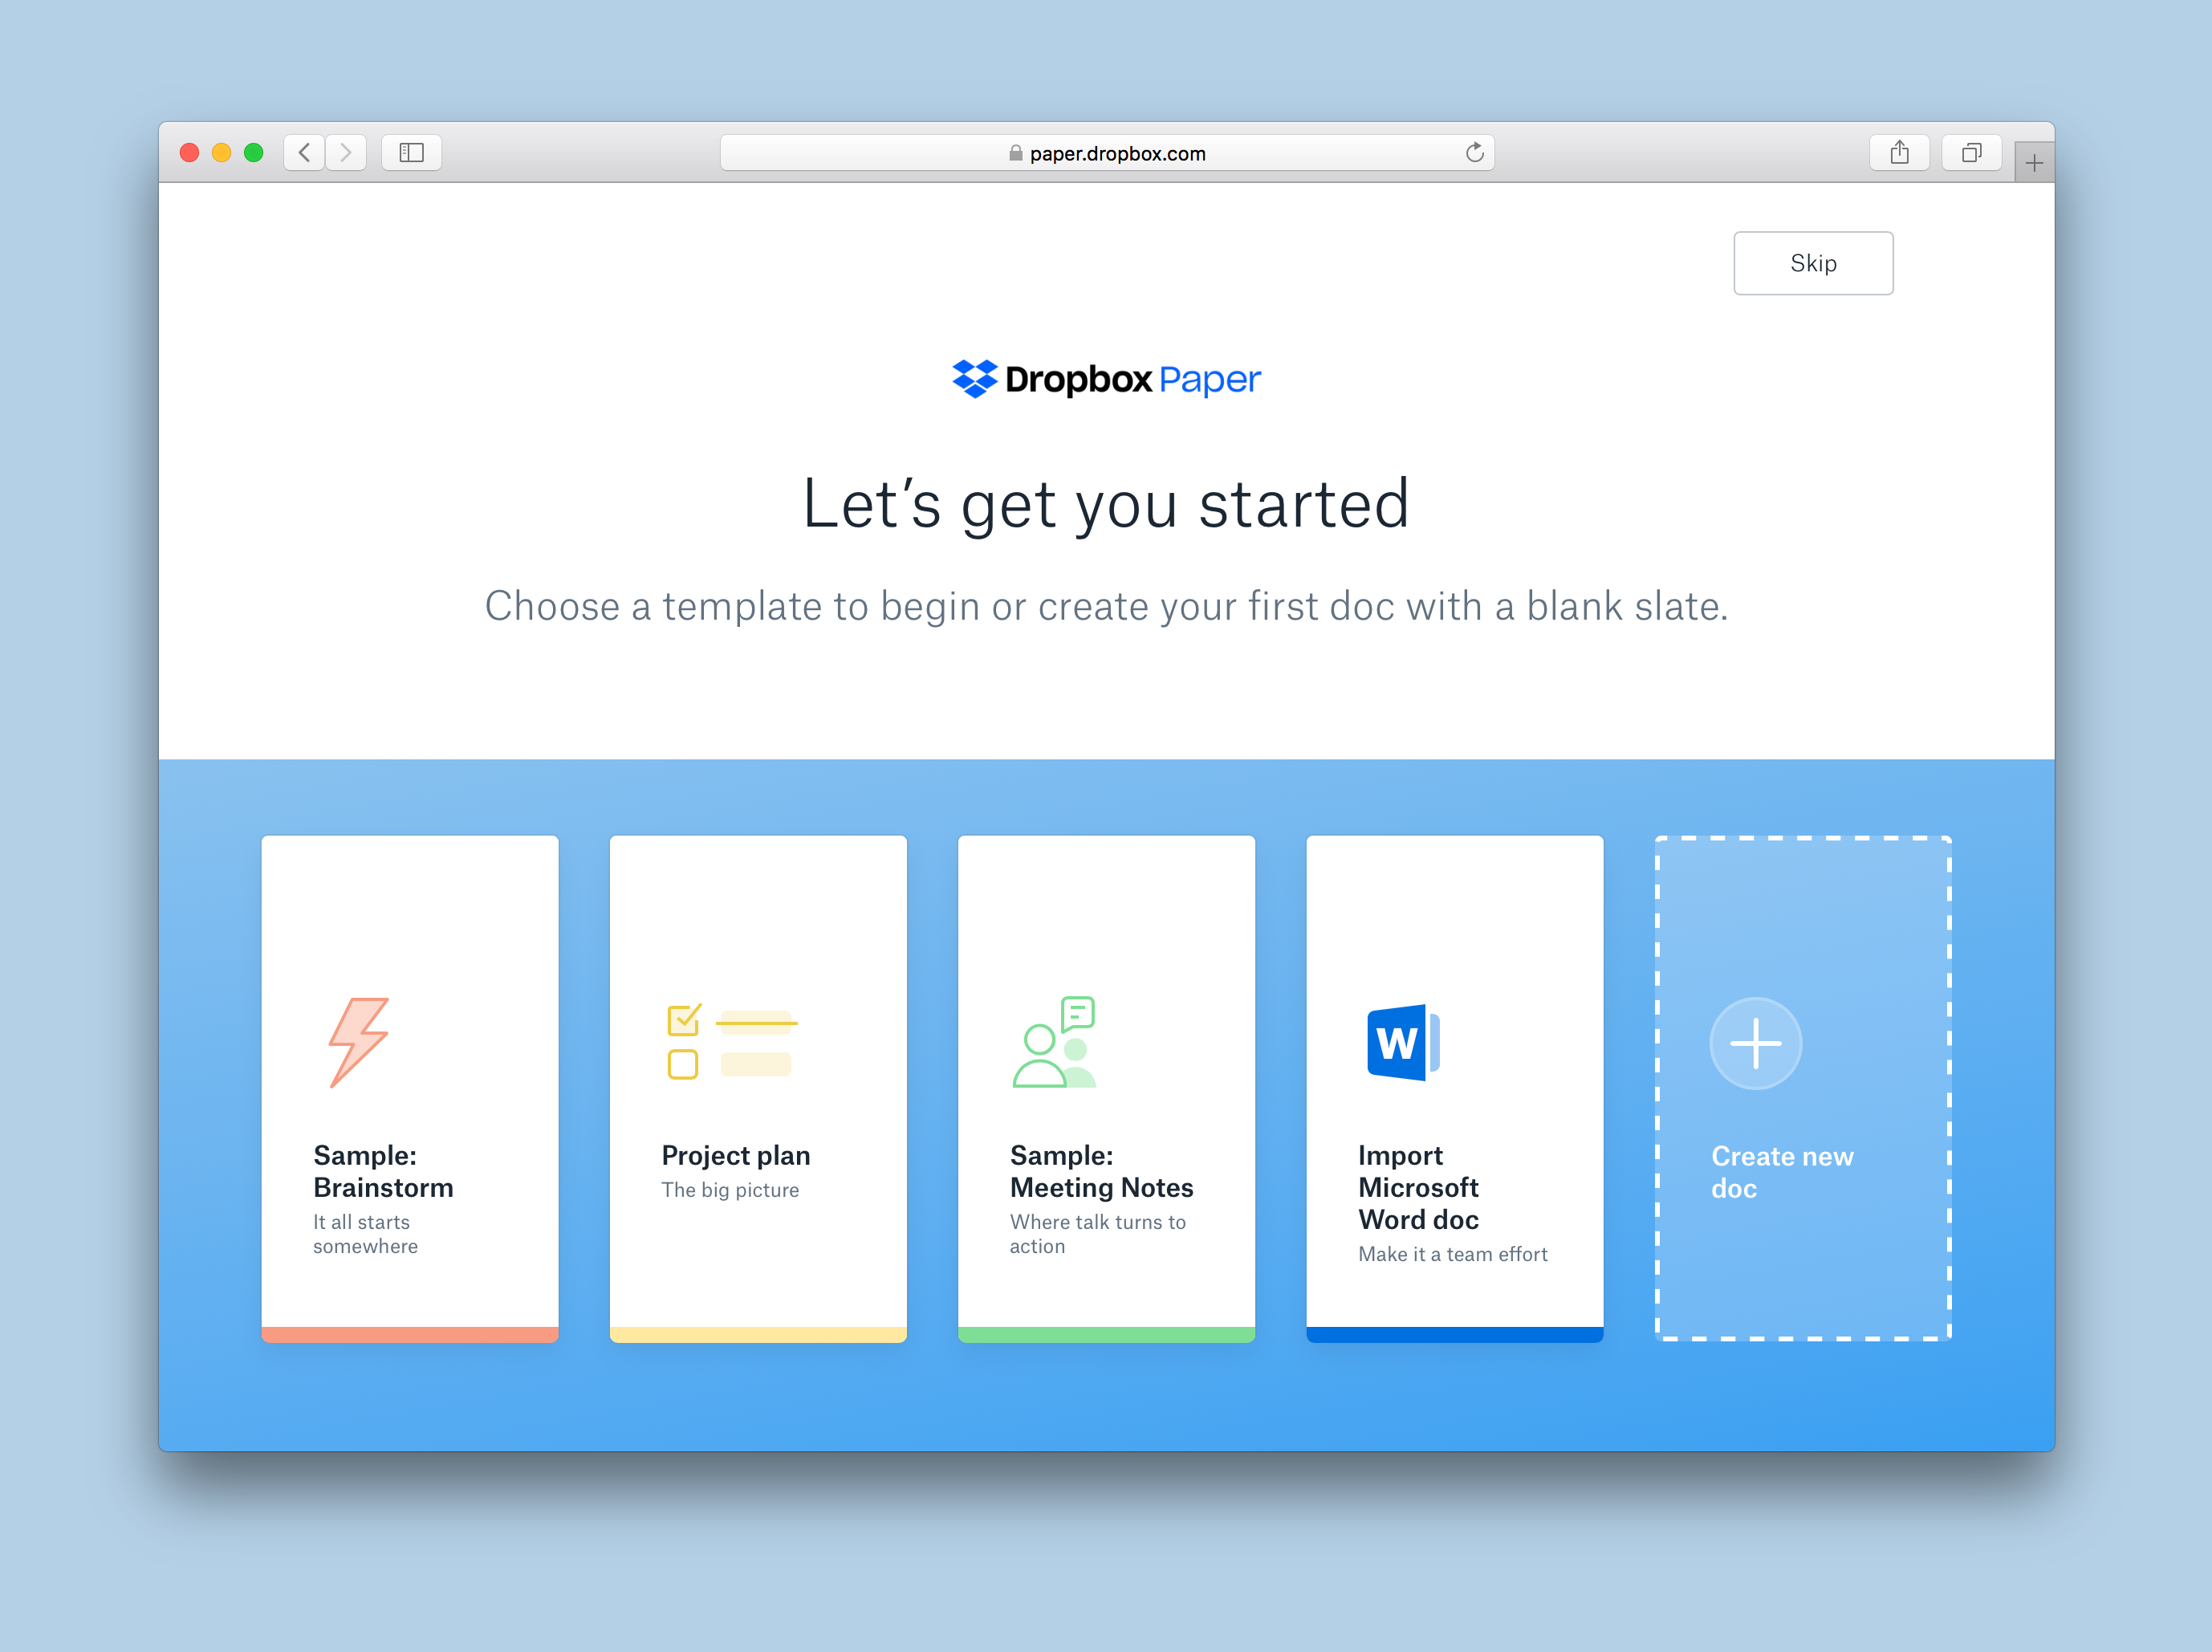 paper.dropbox.com
Skip
Dropbox Paper
Let’s get you started
Choose a template to begin or create your first doc with a blank slate.
Sample:
Brainstorm
It all starts
somewhere
Project plan
The big picture
Sample:
Meeting Notes
Where talk turns to
action
W
Import
Microsoft
Word doc
Make it a team effort
Create new
doc